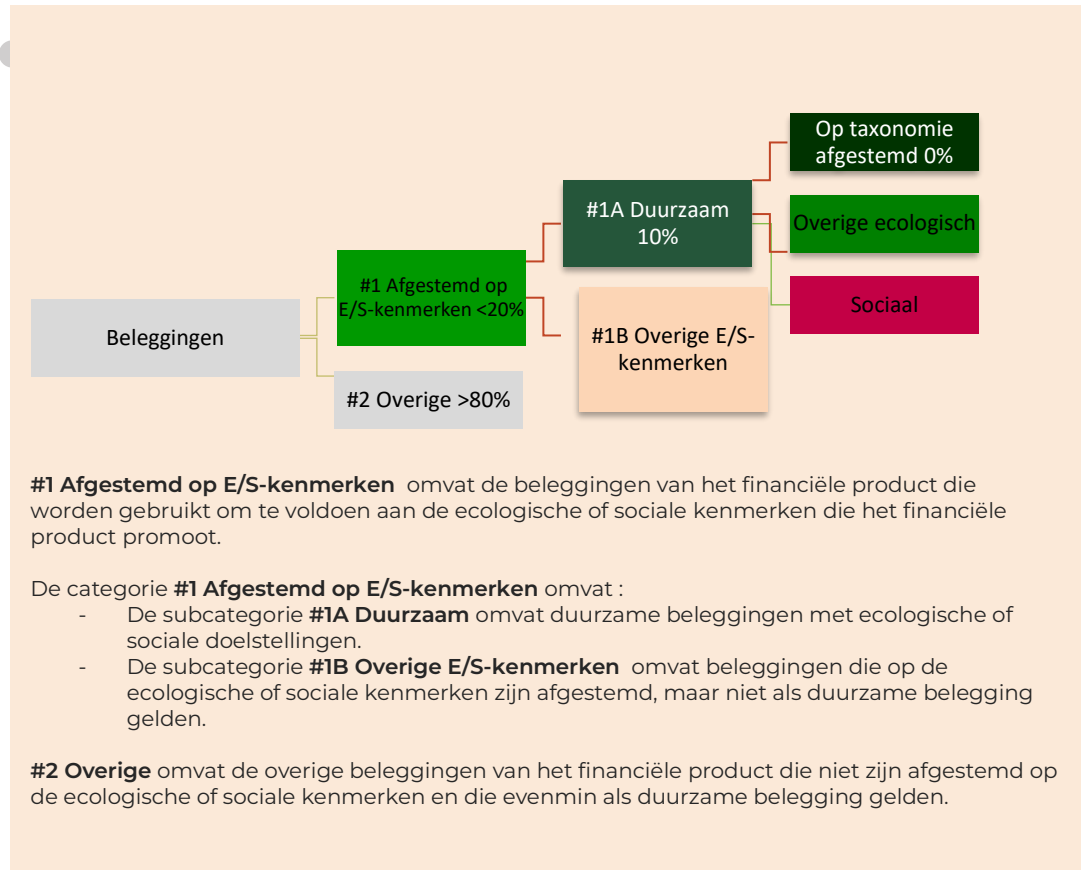 Op taxonomie
afgestemd 0%
#1A Duurzaam
10%
Overige ecologisch
#1 Afgestemd op
E/S-kenmerken <20%
Sociaal
Beleggingen
#1B Overige E/S-
kenmerken
#2 Overige >80%
#1 Afgestemd op E/S-kenmerken omvat de beleggingen van het financiële product die
worden gebruikt om te voldoen aan de ecologische of sociale kenmerken die het financiële
product promoot.
De categorie #1 Afgestemd op E/S-kenmerken omvat :
- De subcategorie #1A Duurzaam omvat duurzame beleggingen met ecologische of
sociale doelstellingen.
- De subcategorie #1B Overige E/S-kenmerken omvat beleggingen die op de
ecologische of sociale kenmerken zijn afgestemd, maar niet als duurzame belegging
gelden.
#2 Overige omvat de overige beleggingen van het financiële product die niet zijn afgestemd op
de ecologische of sociale kenmerken en die evenmin als duurzame belegging gelden.